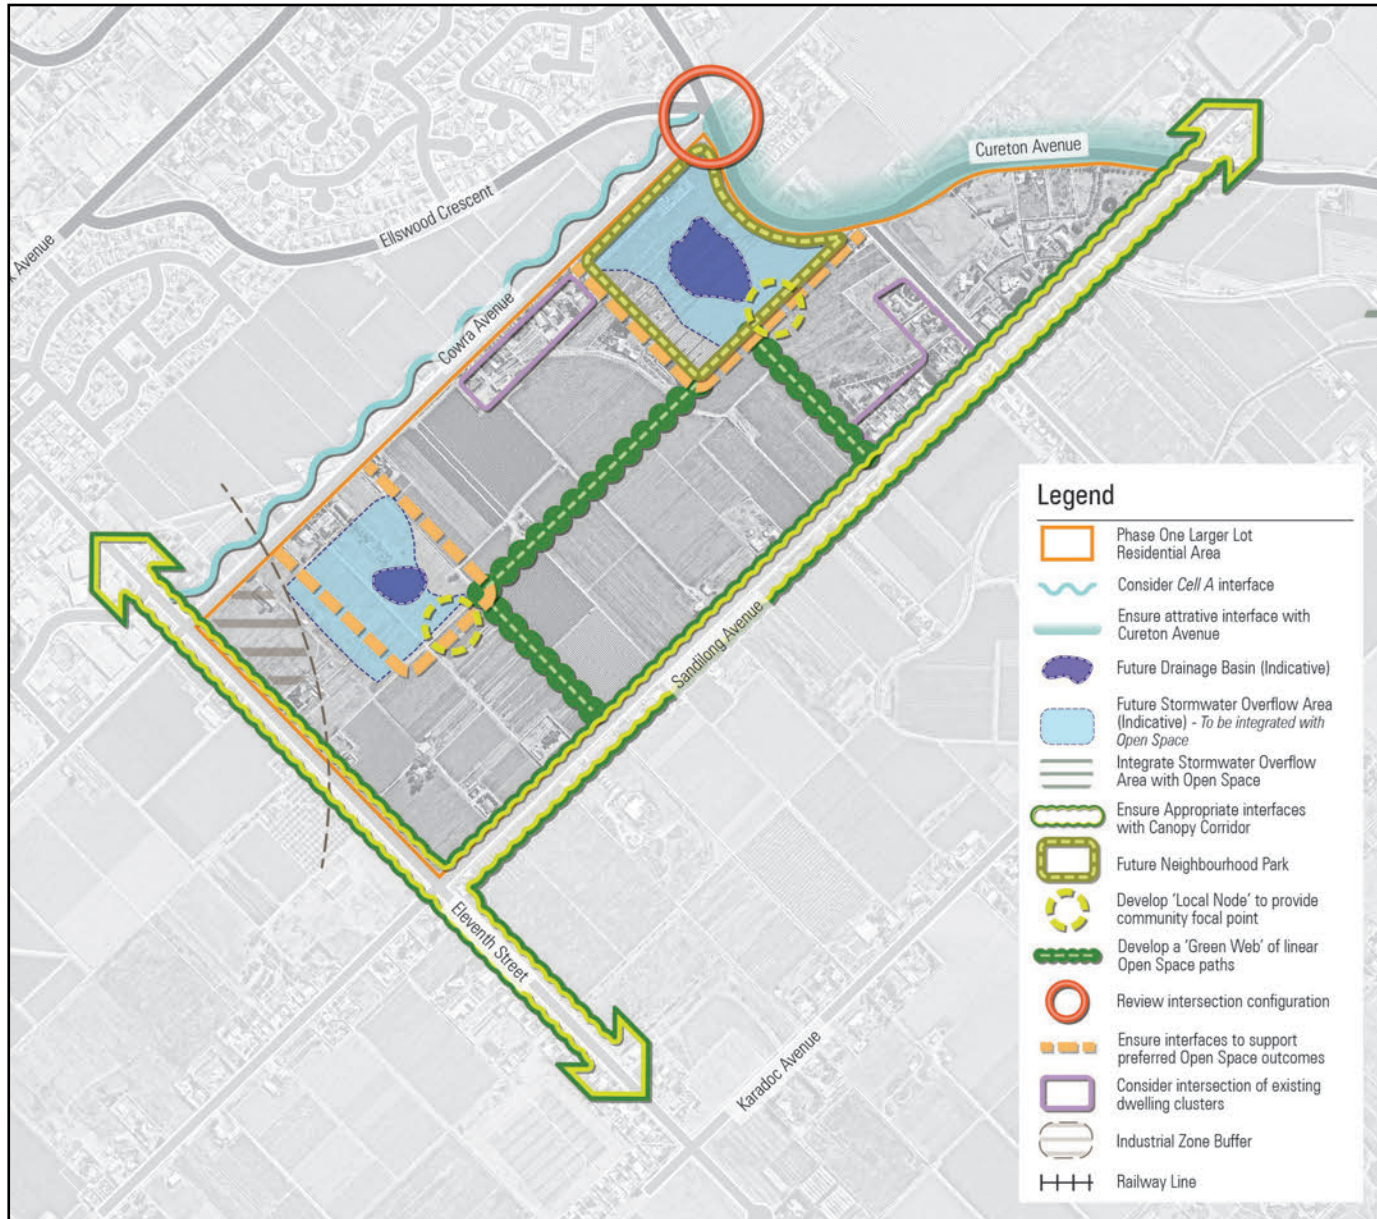 Cureton Avenue
Ellswood Crescent
Avenue
Cowra Avenue
Sandilong Avenue
Eleventh Street
Karadoc Avenue
Legend
Phase One Larger Lot
Residential Area
Consider Cell A interface
Ensure attrative interface with
Cureton Avenue
Future Drainage Basin (Indicative)
Future Stormwater Overflow Area
(Indicative) - To be integrated with
Open Space
Integrate Stormwater Overflow
Area with Open Space
Ensure Appropriate interfaces
with Canopy Corridor
Future Neighbourhood Park
Develop 'Local Node' to provide
community focal point
Develop a 'Green Web' of linear
Open Space paths
Review intersection configuration
Ensure interfaces to support
preferred Open Space outcomes
Consider intersection of existing
dwelling clusters
Industrial Zone Buffer
Railway Line